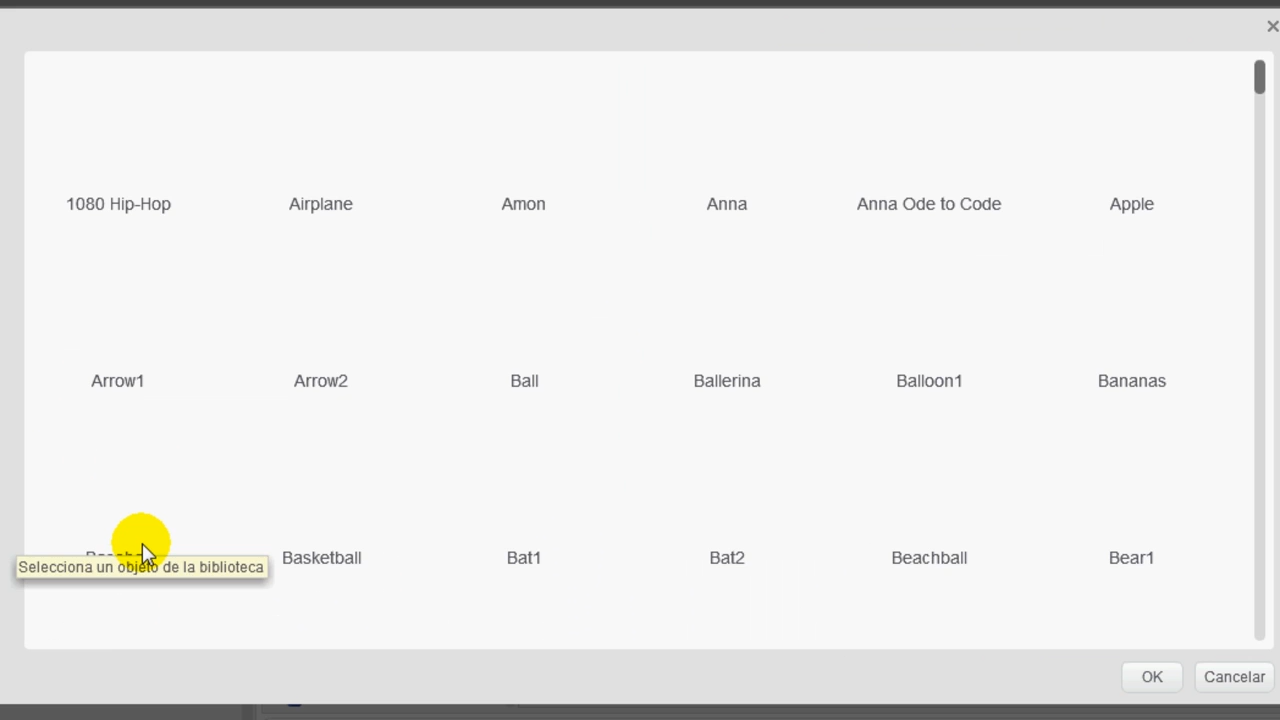 1080 Hip-Hop Airplane Amon Anna Anna Ode to Code Apple
Arrow1 Arrow2 Ball Ballerina Balloon1 Bananas
Basketball Bat1 Bat2 Beachball Bear1
Selecciona un objeto de la biblioteca
OK Cancelar